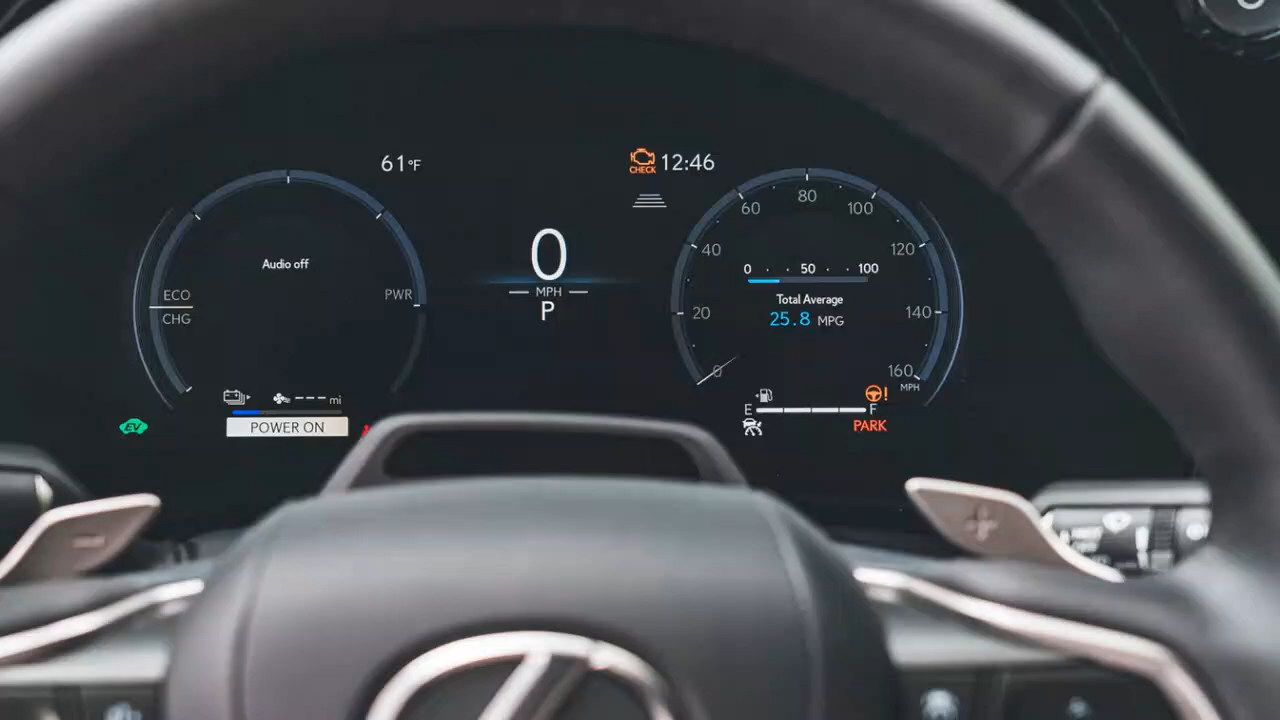 61°F
CHECK 12:46
Audio off
ECO
CHG
PWR
0
MPH
P
0 20 40 60 80 100 120 140 160
MPH
0 50 100
Total Average
25.8 MPG
--- mi
POWER ON
EV
E F
!
PARK
- +